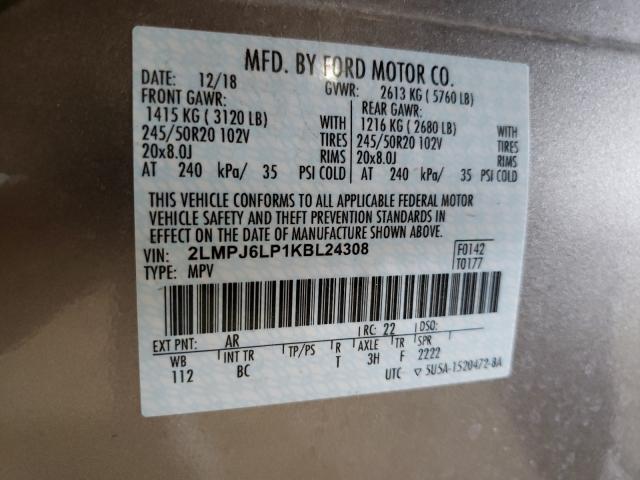 MFD. BY FORD MOTOR CO.
DATE: 12/18 GVWR: 2613 KG ( 5760 LB)
FRONT GAWR: REAR GAWR:
1415 KG ( 3120 LB) WITH 1216 KG ( 2680 LB) WITH
245/50R20 102V TIRES 245/50R20 102V TIRES
20x8.0J RIMS 20x8.0J RIMS
AT 240 kPa/ 35 PSI COLD AT 240 kPa/ 35 PSI COLD
THIS VEHICLE CONFORMS TO ALL APPLICABLE FEDERAL MOTOR
VEHICLE SAFETY AND THEFT PREVENTION STANDARDS IN
EFFECT ON THE DATE OF MANUFACTURE SHOWN ABOVE.
VIN: 2LMPJ6LP1KBL24308 F0142
TYPE: MPV T0177
EXT PNT: AR RC: 22 DSO:
WB INT TR TP/PS R AXLE TR SPR
112 BC T 3H F 2222
UTC ▽ 5U5A-1520472-BA